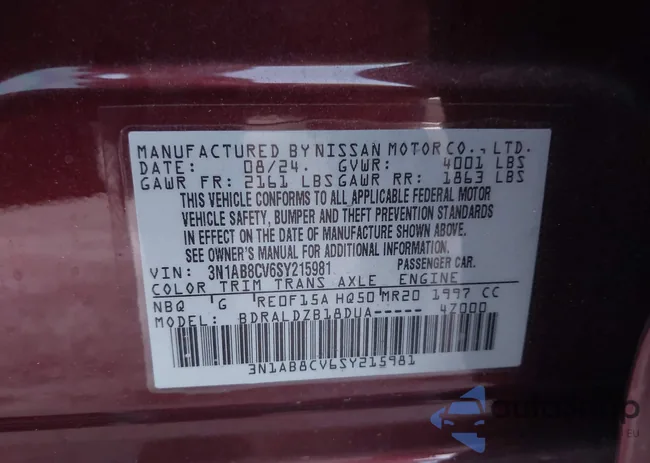 MANUFACTURED BY NISSAN MOTOR CO., LTD.
DATE: 08/24. GVWR: 4001 LBS
GAWR FR: 2161 LBS GAWR RR: 1863 LBS
THIS VEHICLE CONFORMS TO ALL APPLICABLE FEDERAL MOTOR
VEHICLE SAFETY, BUMPER AND THEFT PREVENTION STANDARDS
IN EFFECT ON THE DATE OF MANUFACTURE SHOWN ABOVE.
SEE OWNER'S MANUAL FOR ADDITIONAL INFORMATION.
VIN: 3N1AB8CV6SY215981 PASSENGER CAR.
COLOR TRIM TRANS AXLE ENGINE
NBQ G RE0F15A HQ50 MR20 1997 CC
MODEL: BDRALDZB18DUA----- 4Z000
3N1AB8CV6SY215981